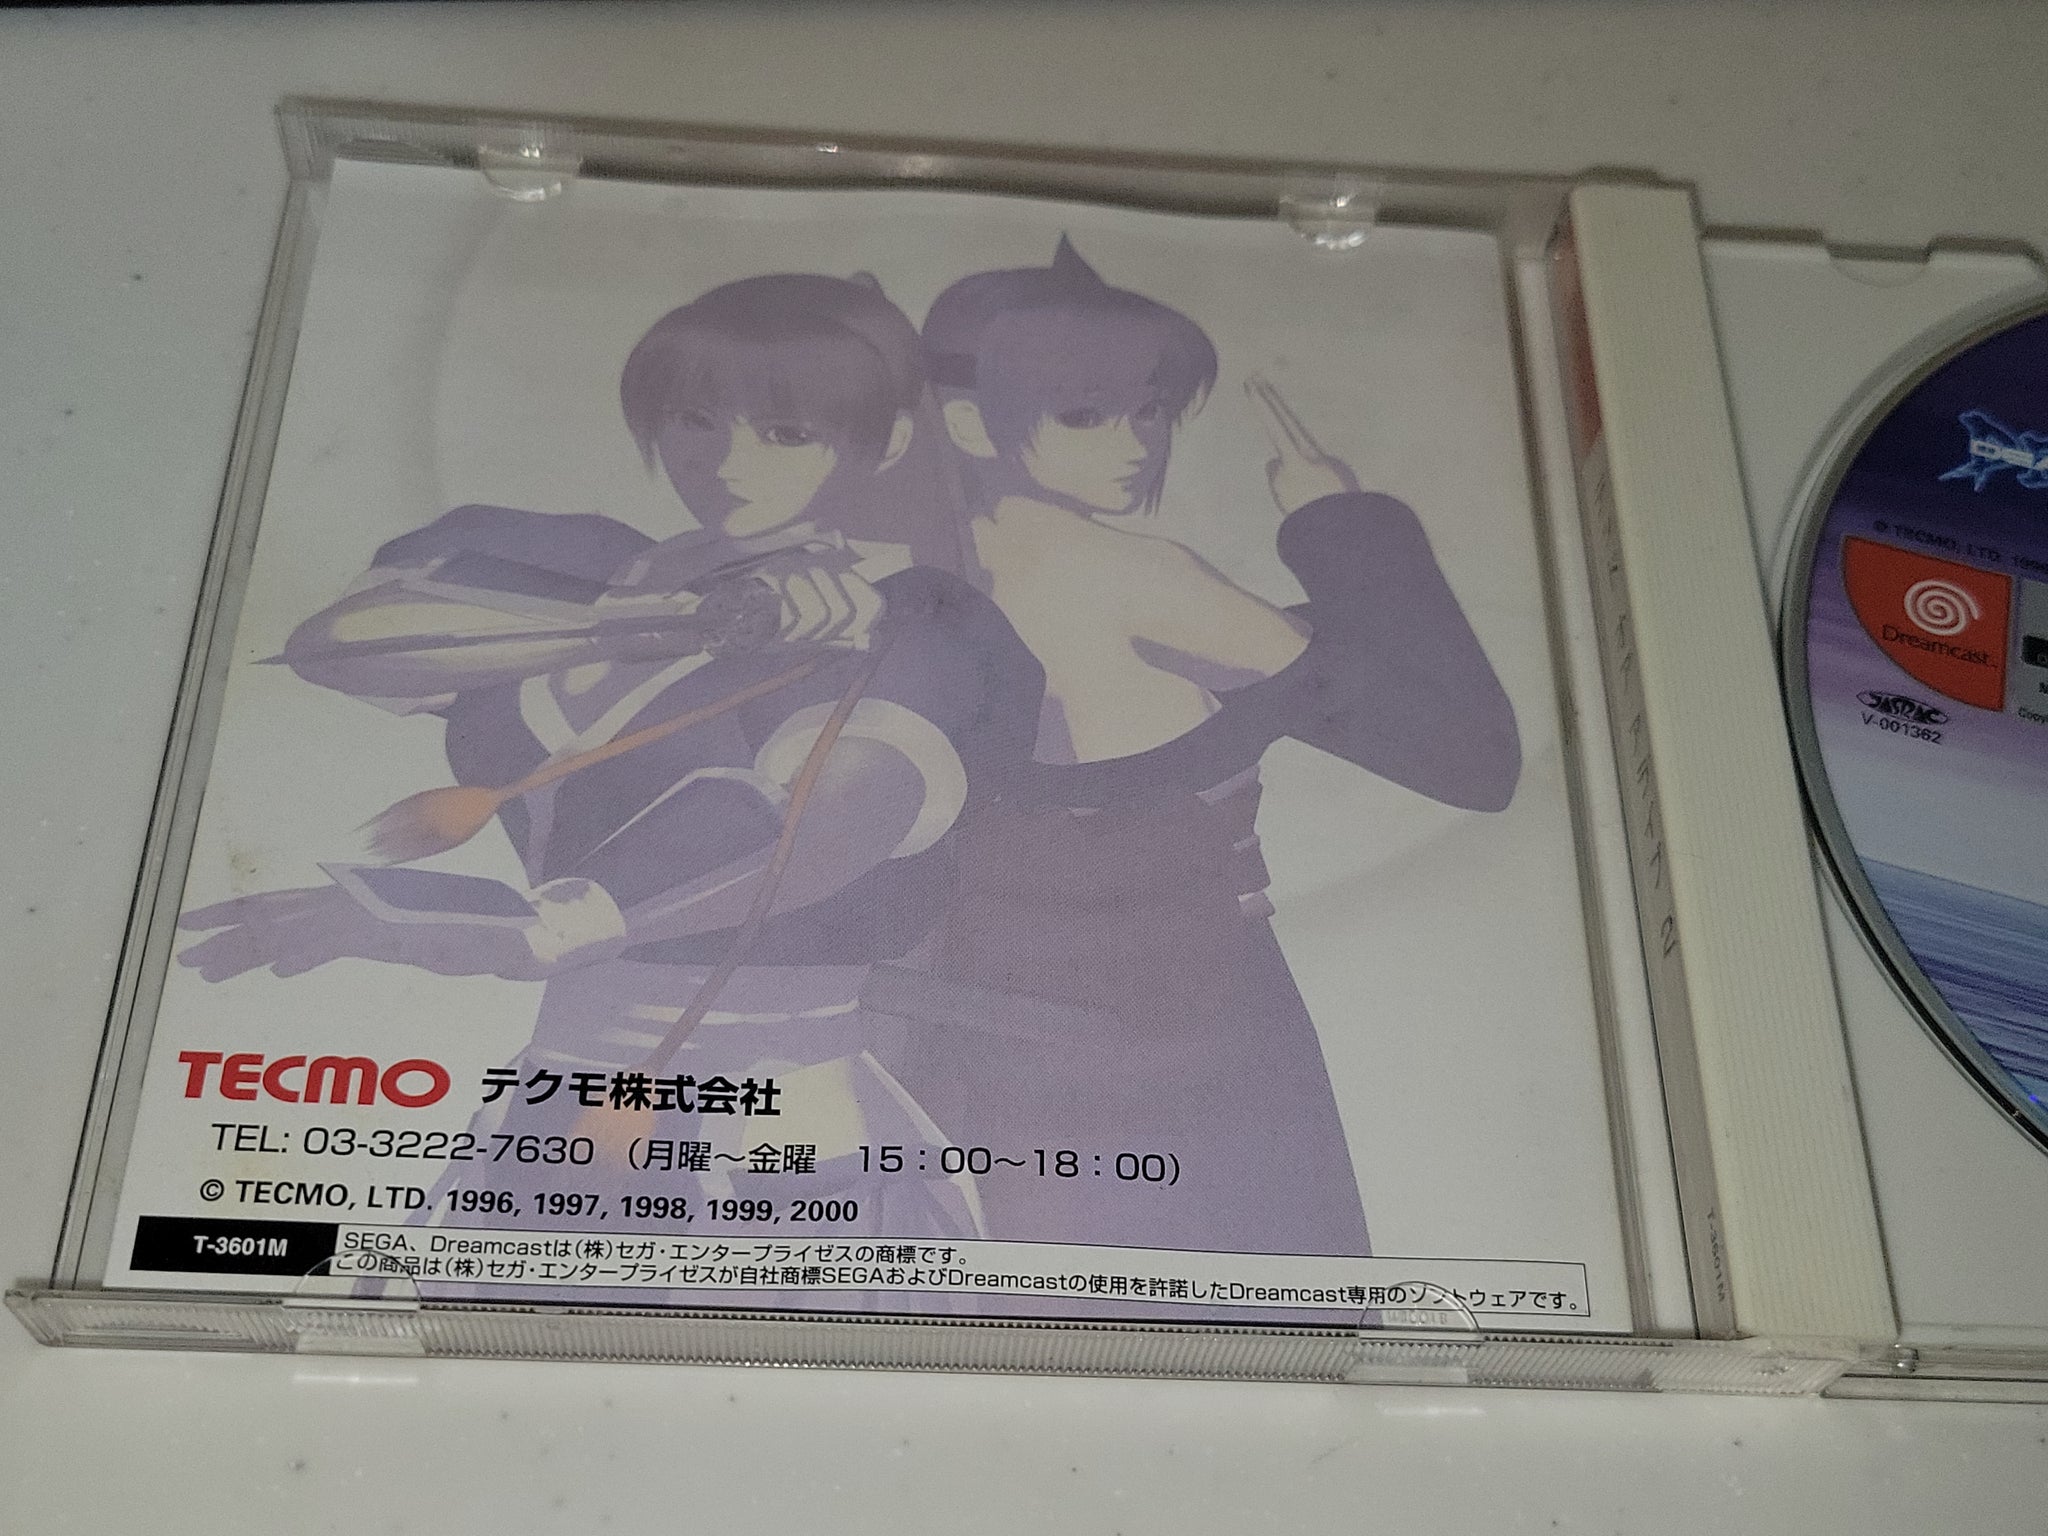 TECMO テクモ株式会社
TEL: 03-3222-7630 （月曜〜金曜　15：00〜18：00)
© TECMO, LTD. 1996, 1997, 1998, 1999, 2000
T-3601M
SEGA、Dreamcastは(株)セガ・エンタープライゼスの商標です。
この商品は(株)セガ・エンタープライゼスが自社商標SEGAおよびDreamcastの使用を許諾したDreamcast専用のソフトウェアです。
T-3601M
© TECMO, LTD.
Dreamcast
JASRAC
V-001362